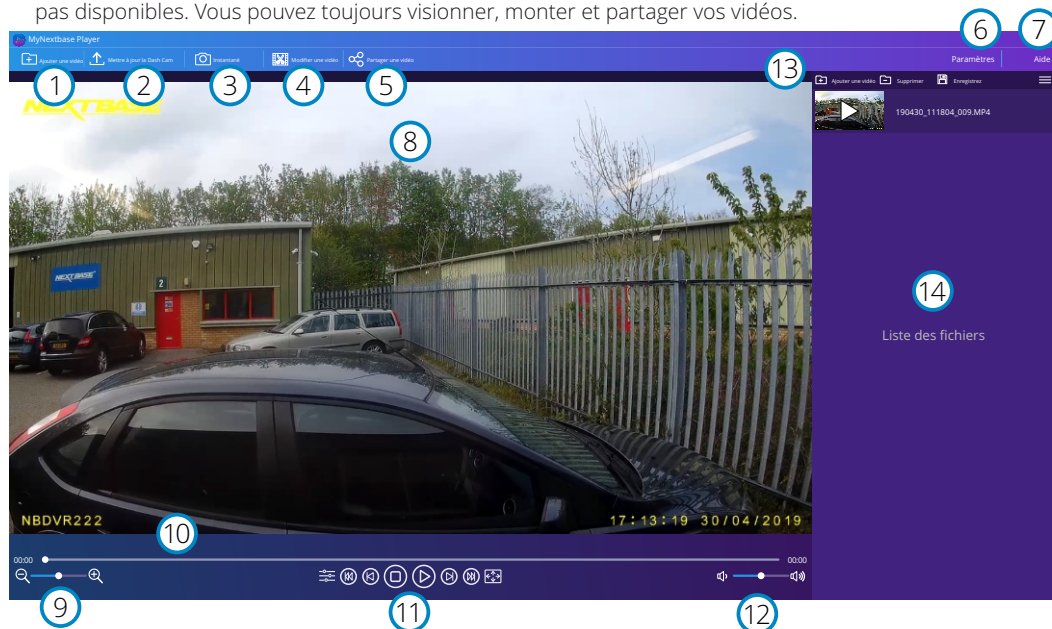 pas disponibles. Vous pouvez toujours visionner, monter et partager vos vidéos.
6 7
MyNextbase Player
Ajouter une vidéo Mettre à jour la Dash Cam Instantané Modifier une vidéo Partager une vidéo Paramètres Aide
1 2 3 4 5 13
Ajouter une vidéo Supprimer Enregistrez
NEXTBASE
190430_111804_009.MP4
8
NEXTBASE
2
14
Liste des fichiers
NBDVR222 17:13:19 30/04/2019
10
00:00 00:00
9 11 12